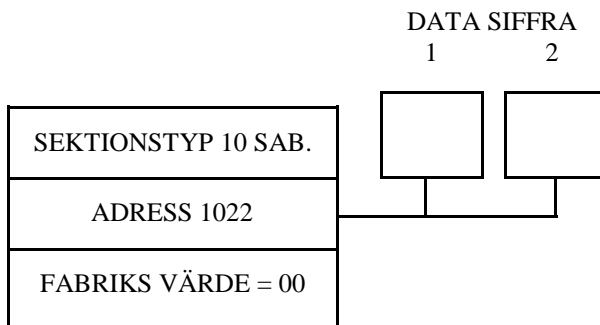 DATA SIFFRA
1 2
SEKTIONSTYP 10 SAB.
ADRESS 1022
FABRIKS VÄRDE = 00